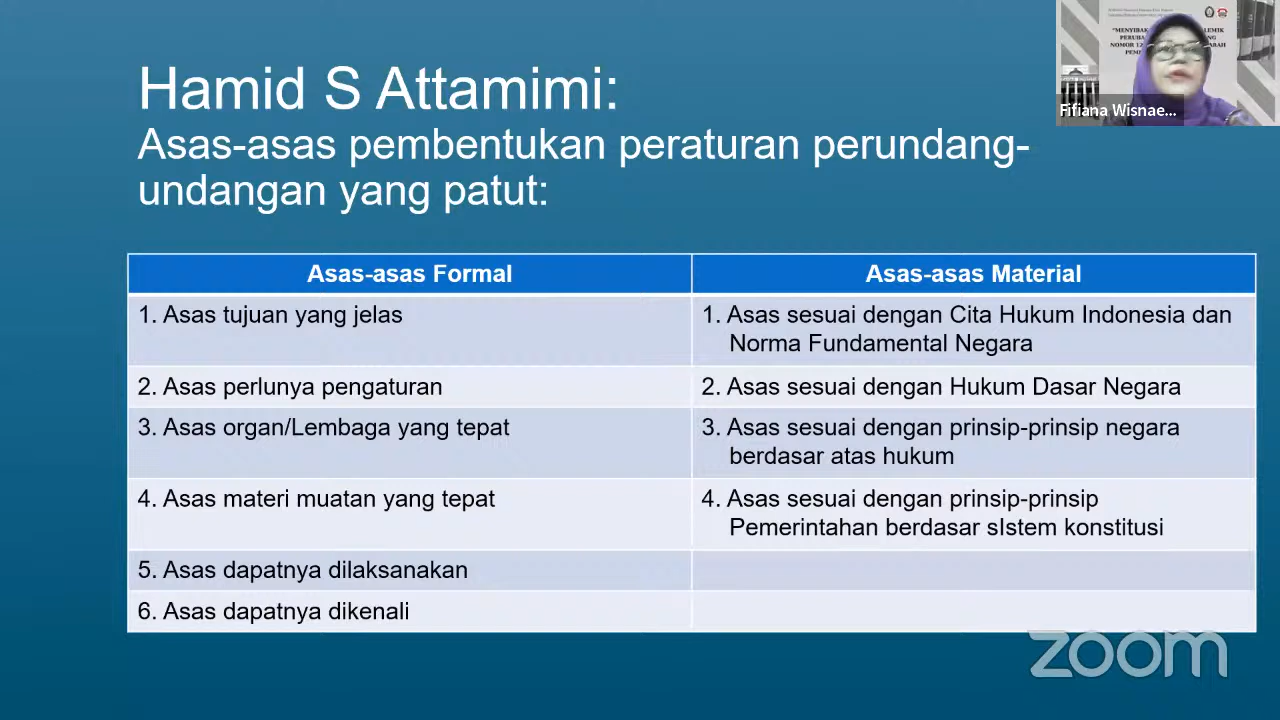 Hamid S Attamimi:
Asas-asas pembentukan peraturan perundang-
undangan yang patut:
Asas-asas Formal
Asas-asas Material
1. Asas tujuan yang jelas
1. Asas sesuai dengan Cita Hukum Indonesia dan
Norma Fundamental Negara
2. Asas perlunya pengaturan
2. Asas sesuai dengan Hukum Dasar Negara
3. Asas organ/Lembaga yang tepat
3. Asas sesuai dengan prinsip-prinsip negara
berdasar atas hukum
4. Asas materi muatan yang tepat
4. Asas sesuai dengan prinsip-prinsip
Pemerintahan berdasar sIstem konstitusi
5. Asas dapatnya dilaksanakan
6. Asas dapatnya dikenali
"MENYIBAK
NOMOR 12
Fifiana Wisnae...
zoom